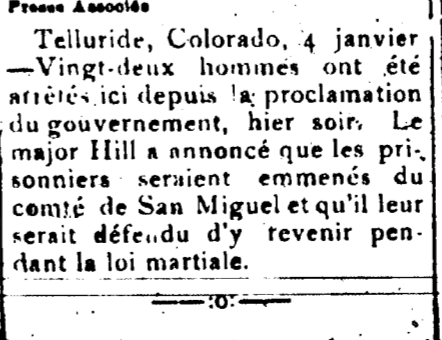 Presse Associée
Telluride, Colorado, 4 janvier
—Vingt-deux hommes ont été
arrêtés ici depuis la proclamation
du gouvernement, hier soir. Le
major Hill a annoncé que les pri-
sonniers seraient emmenés du
comté de San Miguel et qu'il leur
serait défendu d'y revenir pen-
dant la loi martiale.
—:o:—